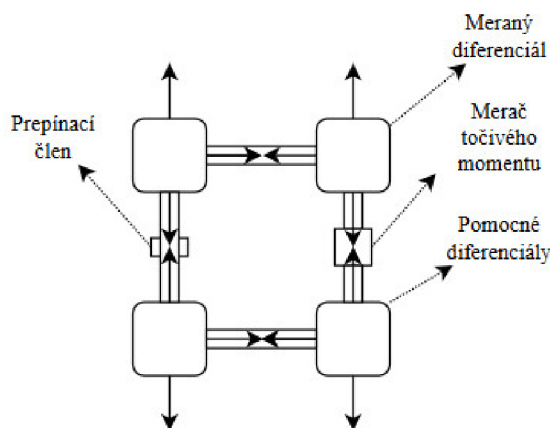 Meraný
diferenciál
Prepínací
člen
Merač
točivého
momentu
Pomocné
diferenciály